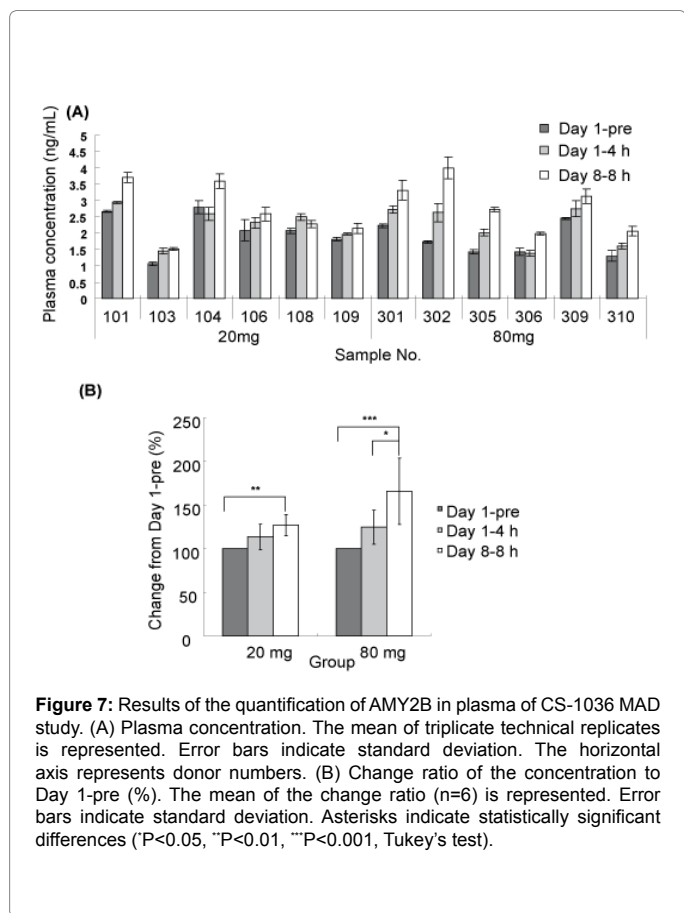 (A)
Plasma concentration (ng/mL)
5
4.5
3.5
3
2.5
2.5
1.5
1
0.5
0
Day 1-pre
Day 1-4 h
Day 8-8 h
101 103 104 106 108 109 301 302 305 306 309 310
20mg 80mg
Sample No.
(B)
Change from Day 1-pre (%)
250
200
150
100
50
0
**
***
*
Day 1-pre
Day 1-4 h
Day 8-8 h
20 mg 80 mg
Group
Figure 7: Results of the quantification of AMY2B in plasma of CS-1036 MAD
study. (A) Plasma concentration. The mean of triplicate technical replicates
is represented. Error bars indicate standard deviation. The horizontal
axis represents donor numbers. (B) Change ratio of the concentration to
Day 1-pre (%). The mean of the change ratio (n=6) is represented. Error
bars indicate standard deviation. Asterisks indicate statistically significant
differences (*P<0.05, **P<0.01, ***P<0.001, Tukey's test).